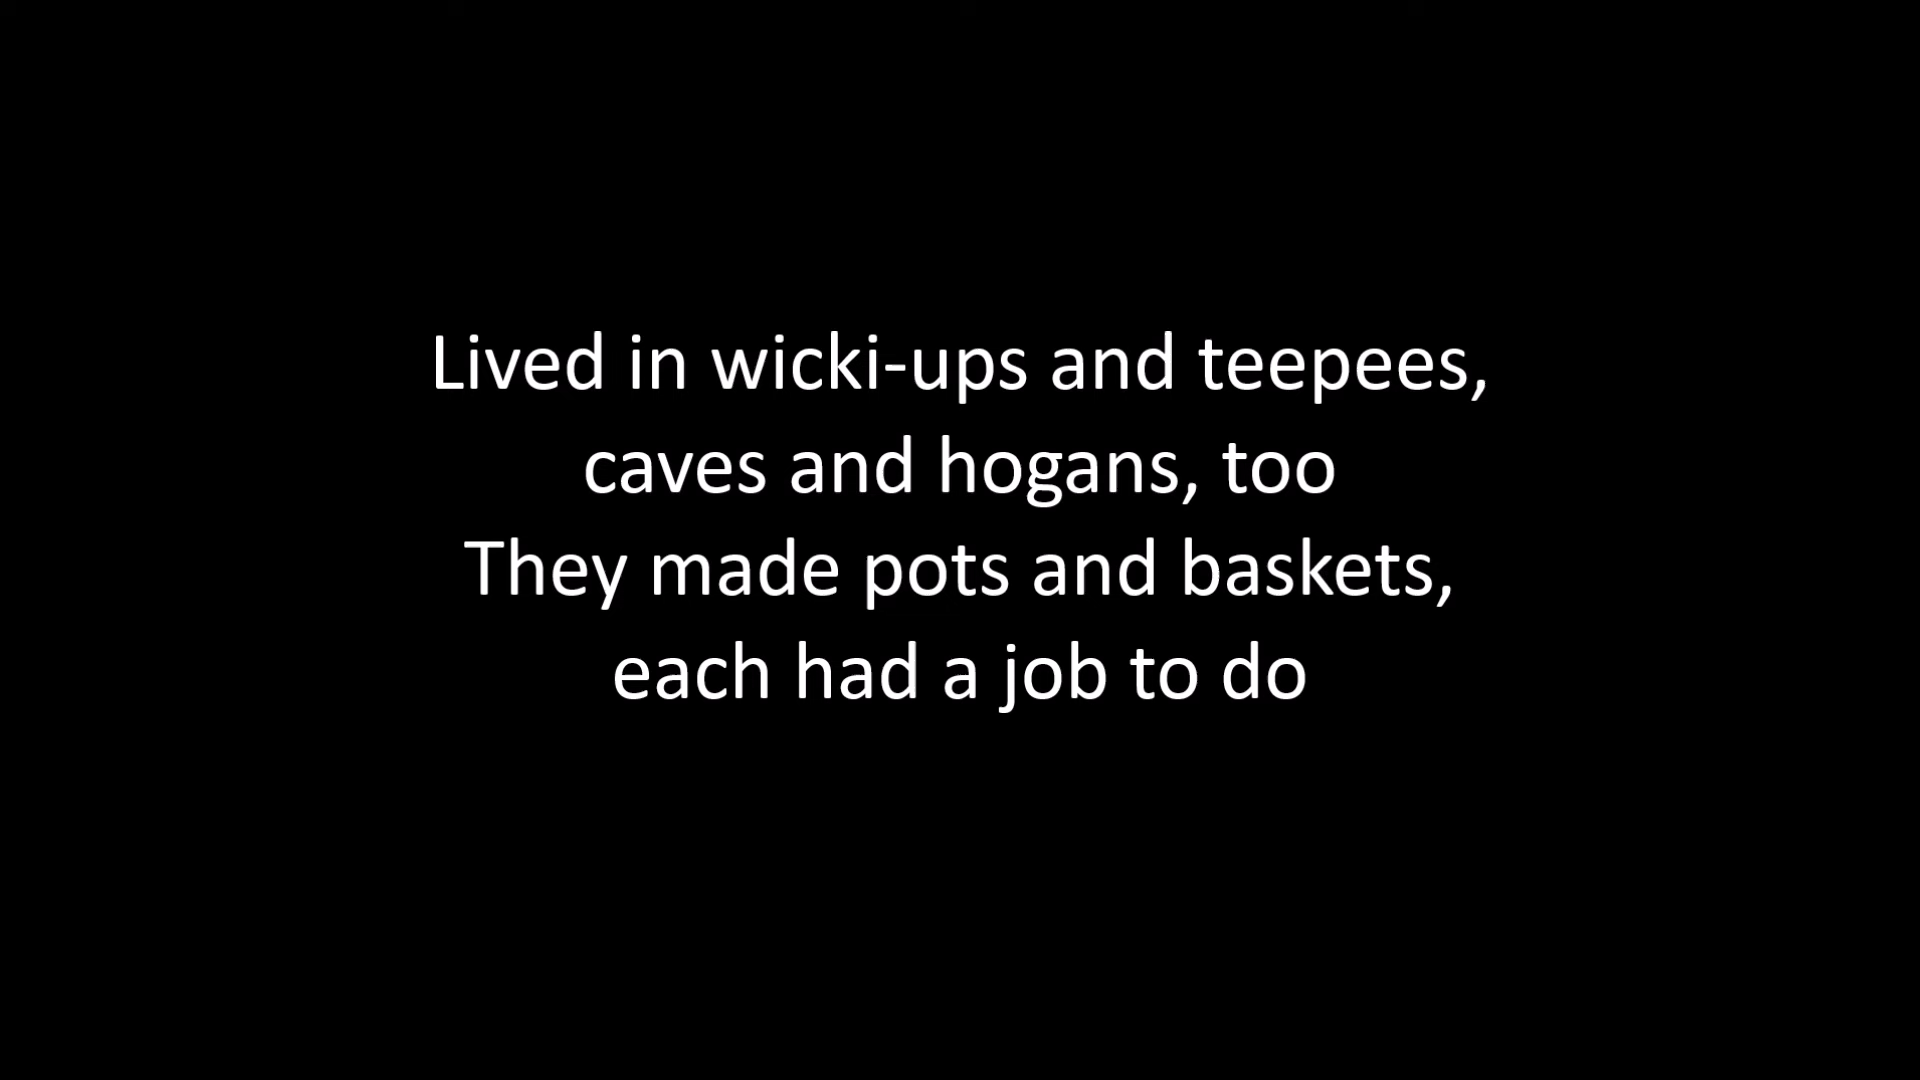 Lived in wicki-ups and teepees,
caves and hogans, too
They made pots and baskets,
each had a job to do